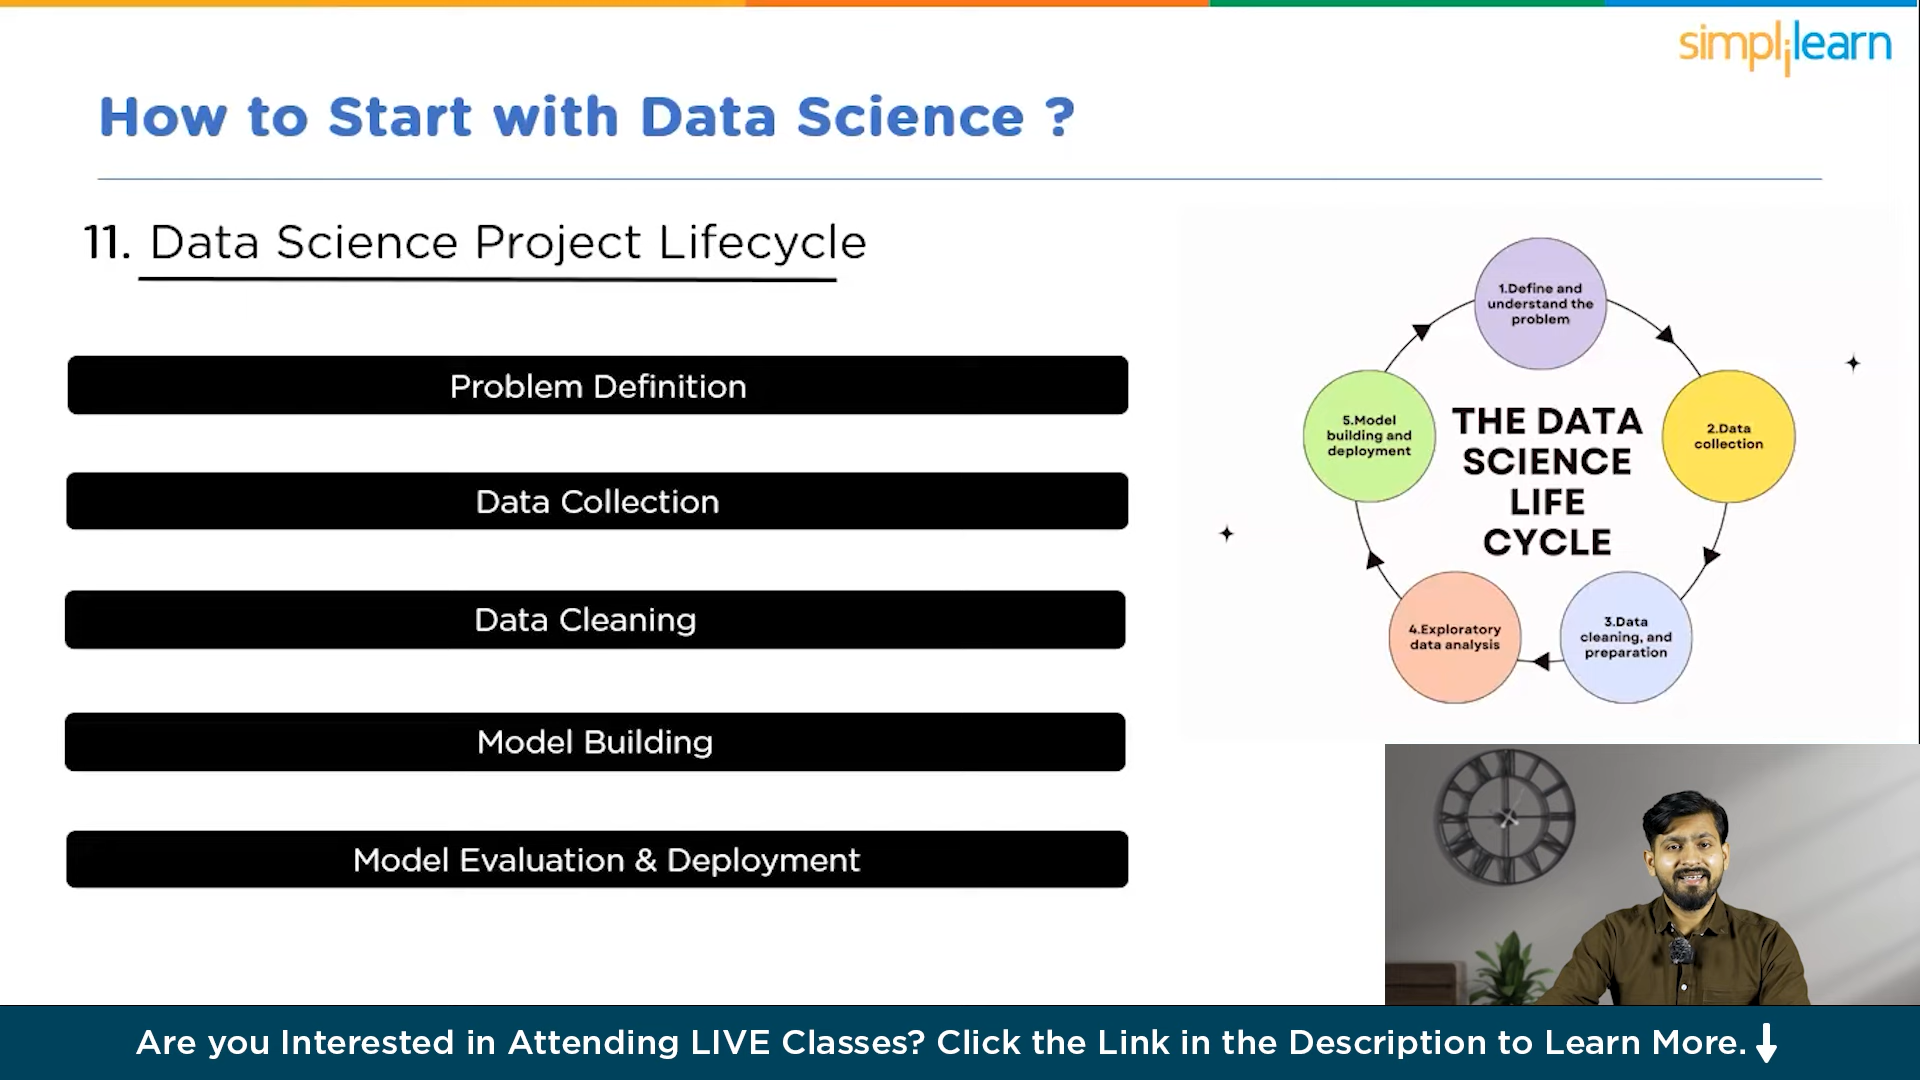 simplilearn
How to Start with Data Science ?
11. Data Science Project Lifecycle
Problem Definition
Data Collection
Data Cleaning
Model Building
Model Evaluation & Deployment
1.Define and
understand the
problem
2.Data
collection
3.Data
cleaning, and
preparation
4.Exploratory
data analysis
5.Model
building and
deployment
THE DATA
SCIENCE
LIFE
CYCLE
Are you Interested in Attending LIVE Classes? Click the Link in the Description to Learn More.